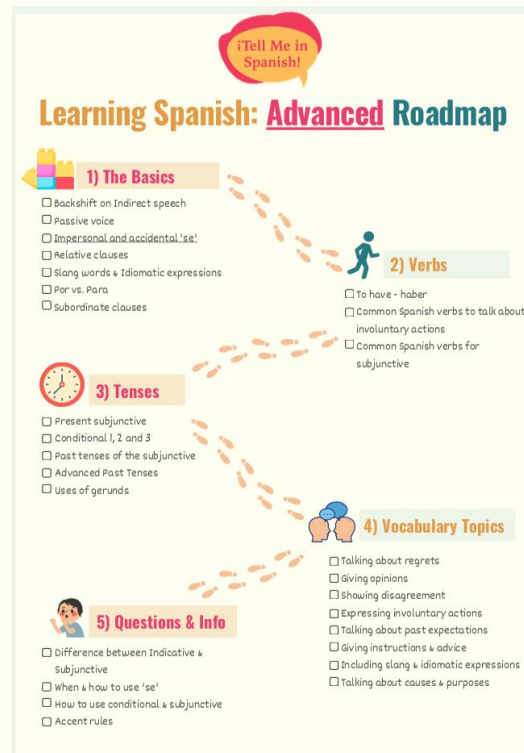 ¡Tell Me in
Spanish!
Learning Spanish: Advanced Roadmap
1) The Basics
Backshift on Indirect speech
Passive voice
Impersonal and accidental 'se'
Relative clauses
Slang words & Idiomatic expressions
Por vs. Para
Subordinate clauses
2) Verbs
To have - haber
Common Spanish verbs to talk about
involuntary actions
Common Spanish verbs for
subjunctive
3) Tenses
Present subjunctive
Conditional 1, 2 and 3
Past tenses of the subjunctive
Advanced Past Tenses
Uses of gerunds
4) Vocabulary Topics
Talking about regrets
Giving opinions
Showing disagreement
Expressing involuntary actions
Talking about past expectations
Giving instructions & advice
Including slang & idiomatic expressions
Talking about causes & purposes
5) Questions & Info
Difference between Indicative &
Subjunctive
When & how to use 'se'
How to use conditional & subjunctive
Accent rules